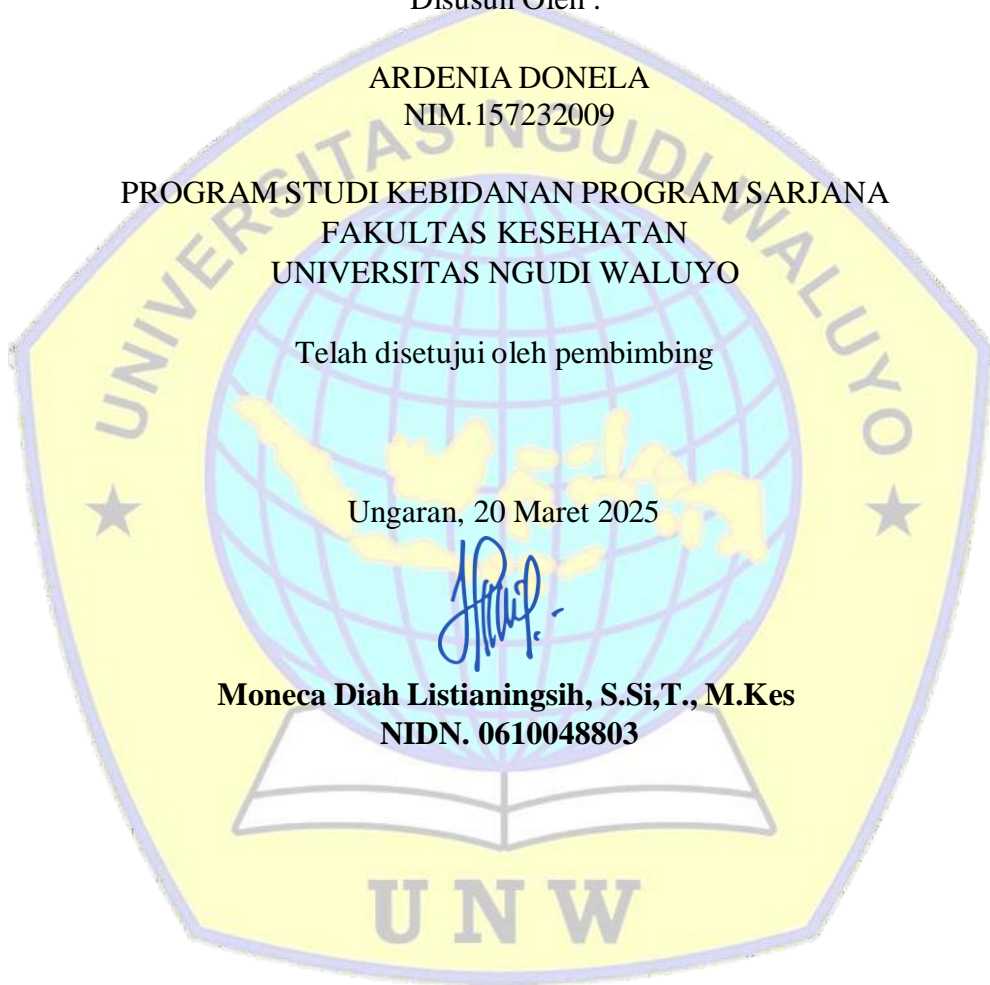 Disusun Oleh :
ARDENIA DONELA
NIM.157232009
PROGRAM STUDI KEBIDANAN PROGRAM SARJANA
FAKULTAS KESEHATAN
UNIVERSITAS NGUDI WALUYO
Telah disetujui oleh pembimbing
Ungaran, 20 Maret 2025
Moneca Diah Listianingsih, S.Si,T., M.Kes
NIDN. 0610048803
UNIVERSITAS NGUDI WALUYO
UNW